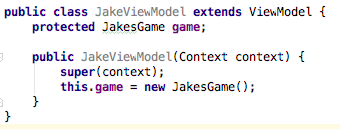 public class JakeViewModel extends ViewModel {
    protected JakesGame game;

    public JakeViewModel(Context context) {
        super(context);
        this.game = new JakesGame();
    }
}